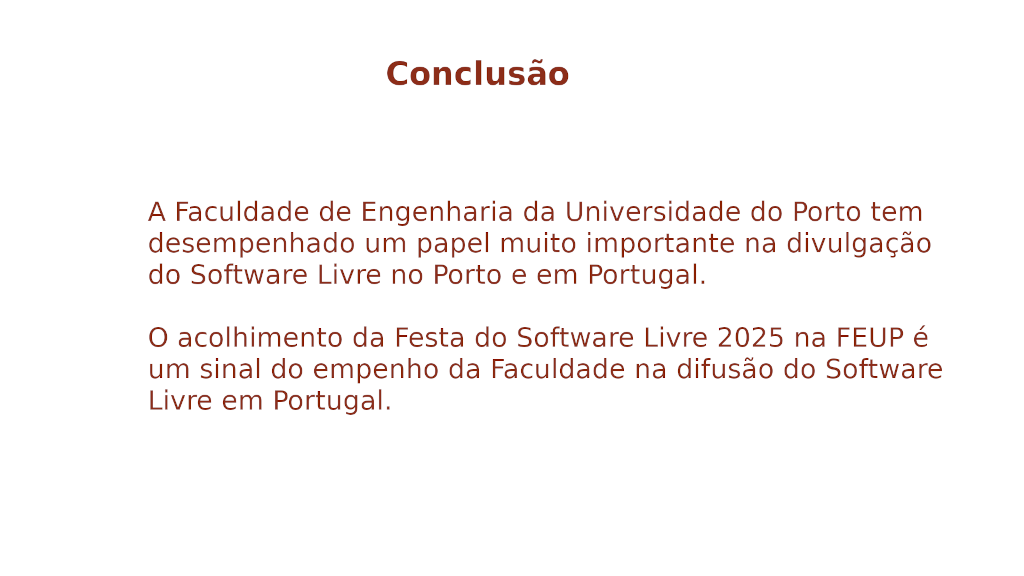 Conclusão
A Faculdade de Engenharia da Universidade do Porto tem
desempenhado um papel muito importante na divulgação
do Software Livre no Porto e em Portugal.
O acolhimento da Festa do Software Livre 2025 na FEUP é
um sinal do empenho da Faculdade na difusão do Software
Livre em Portugal.